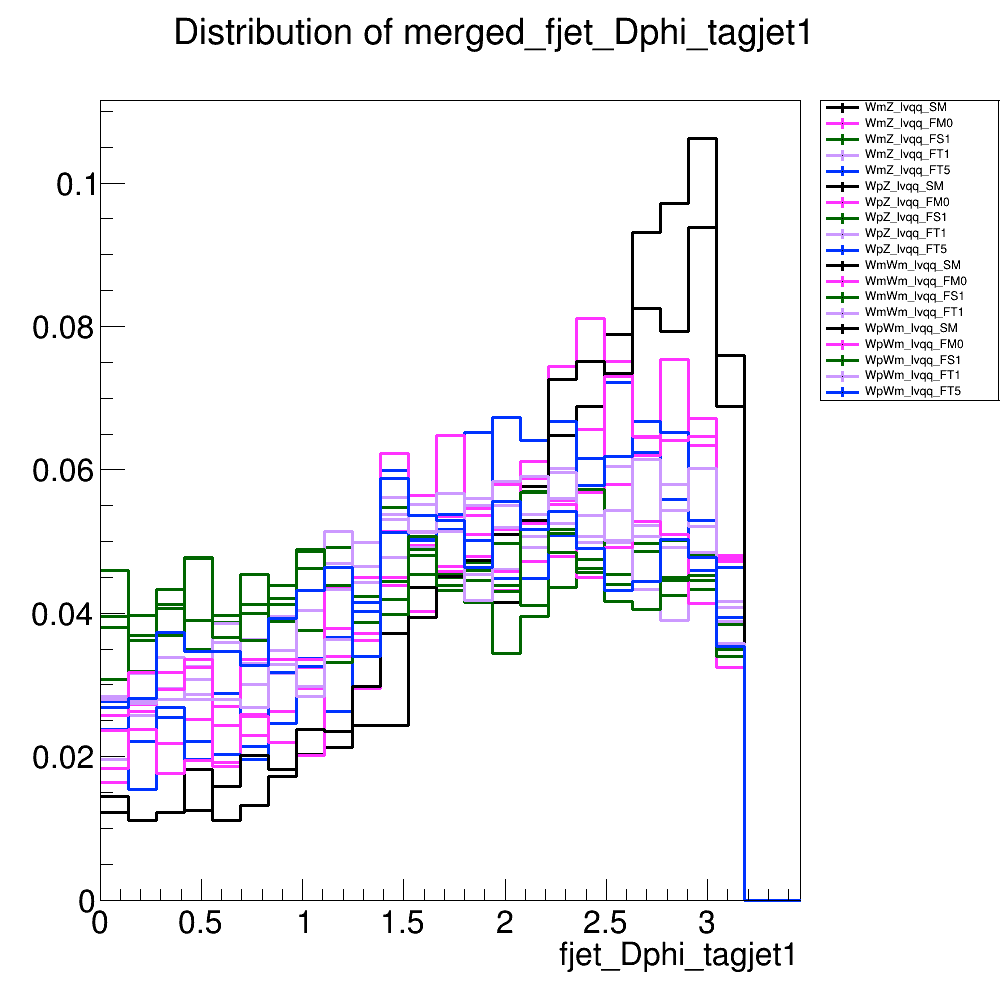 Distribution of merged_fjet_Dphi_tagjet1
WmZ_lvqq_SM
WmZ_lvqq_FM0
WmZ_lvqq_FS1
WmZ_lvqq_FT1
WmZ_lvqq_FT5
WpZ_lvqq_SM
WpZ_lvqq_FM0
WpZ_lvqq_FS1
WpZ_lvqq_FT1
WpZ_lvqq_FT5
WmWm_lvqq_SM
WmWm_lvqq_FM0
WmWm_lvqq_FS1
WmWm_lvqq_FT1
WpWm_lvqq_SM
WpWm_lvqq_FM0
WpWm_lvqq_FS1
WpWm_lvqq_FT1
WpWm_lvqq_FT5
0.1
0.08
0.06
0.04
0.02
0
0 0.5 1 1.5 2 2.5 3
fjet_Dphi_tagjet1